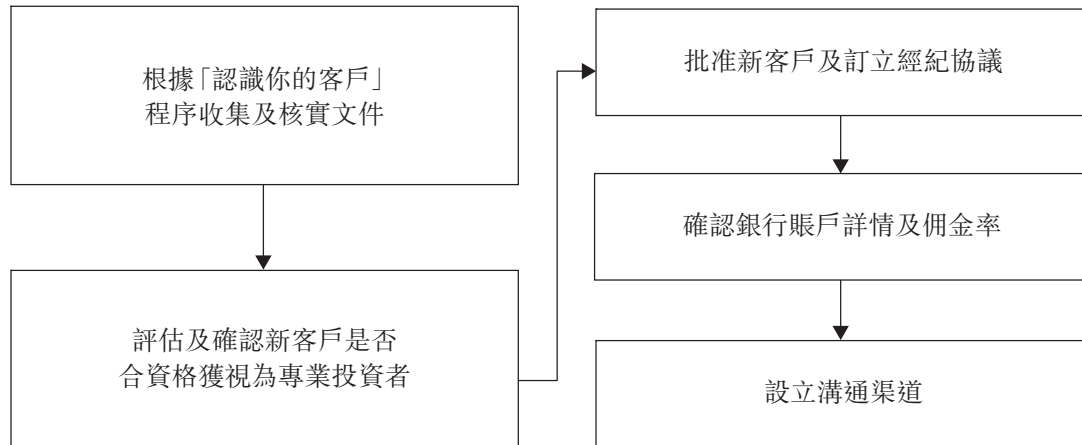 根據「認識你的客戶」
程序收集及核實文件
評估及確認新客戶是否
合資格獲視為專業投資者
批准新客戶及訂立經紀協議
確認銀行賬戶詳情及佣金率
設立溝通渠道